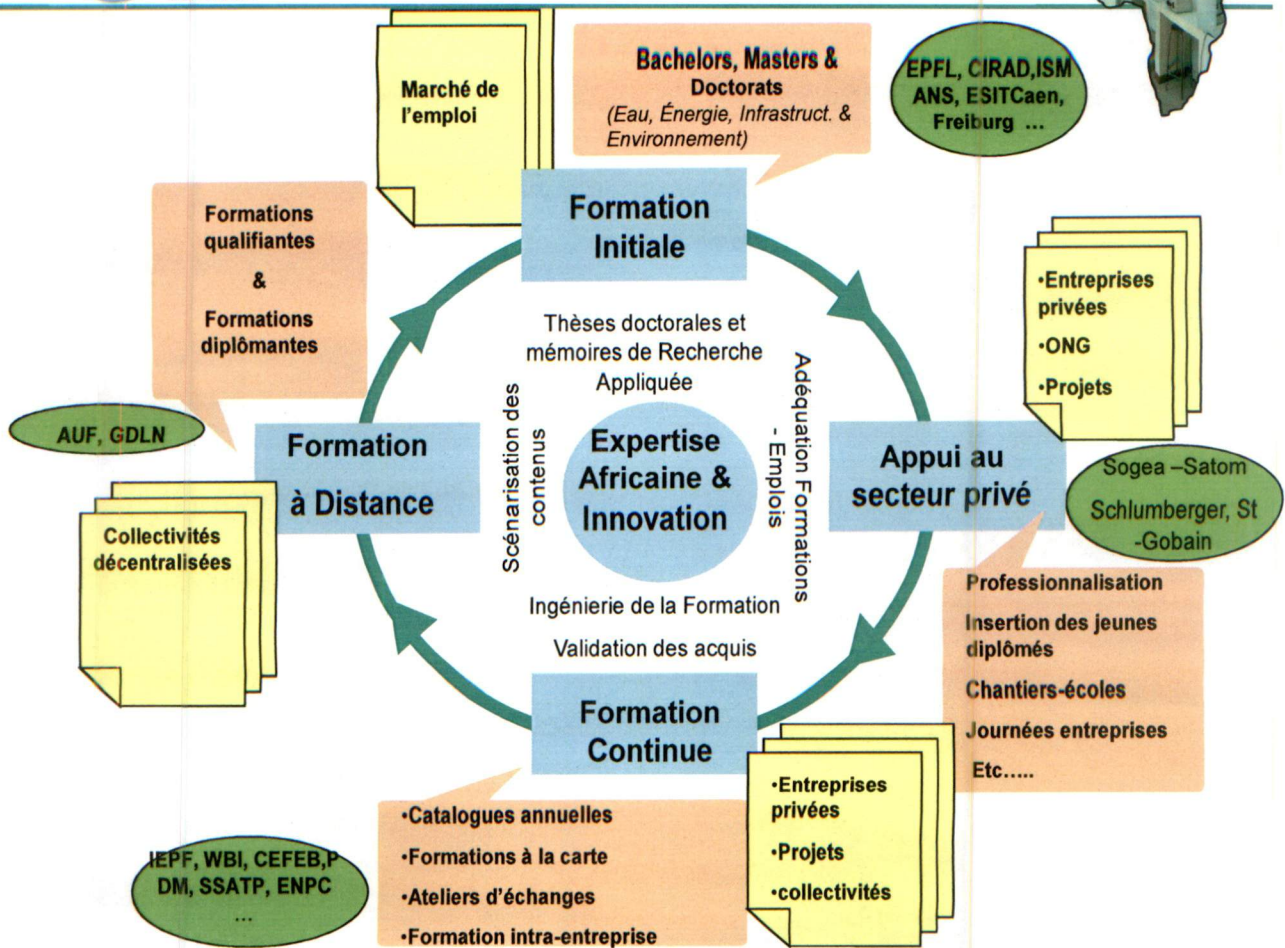 Marché de
l'emploi
Bachelors, Masters &
Doctorats
(Eau, Énergie, Infrastruct. &
Environnement)
EPFL, CIRAD,ISM
ANS, ESITCaen,
Freiburg ...
Formation
Initiale
Formations
qualifiantes
&
Formations
diplômantes
•Entreprises
privées
•ONG
•Projets
Thèses doctorales et
mémoires de Recherche
Appliquée
AUF, GDLN
Formation
à Distance
Scénarisation des
contenus
Expertise
Africaine &
Innovation
Adéquation Formations
- Emplois
Appui au
secteur privé
Sogea –Satom
Schlumberger, St
-Gobain
Collectivités
décentralisées
Ingénierie de la Formation
Validation des acquis
Professionnalisation
Insertion des jeunes
diplômés
Chantiers-écoles
Journées entreprises
Etc.....
Formation
Continue
•Entreprises
privées
•Projets
•collectivités
•Catalogues annuelles
•Formations à la carte
•Ateliers d'échanges
•Formation intra-entreprise
IEPF, WBI, CEFEB,P
DM, SSATP, ENPC
...